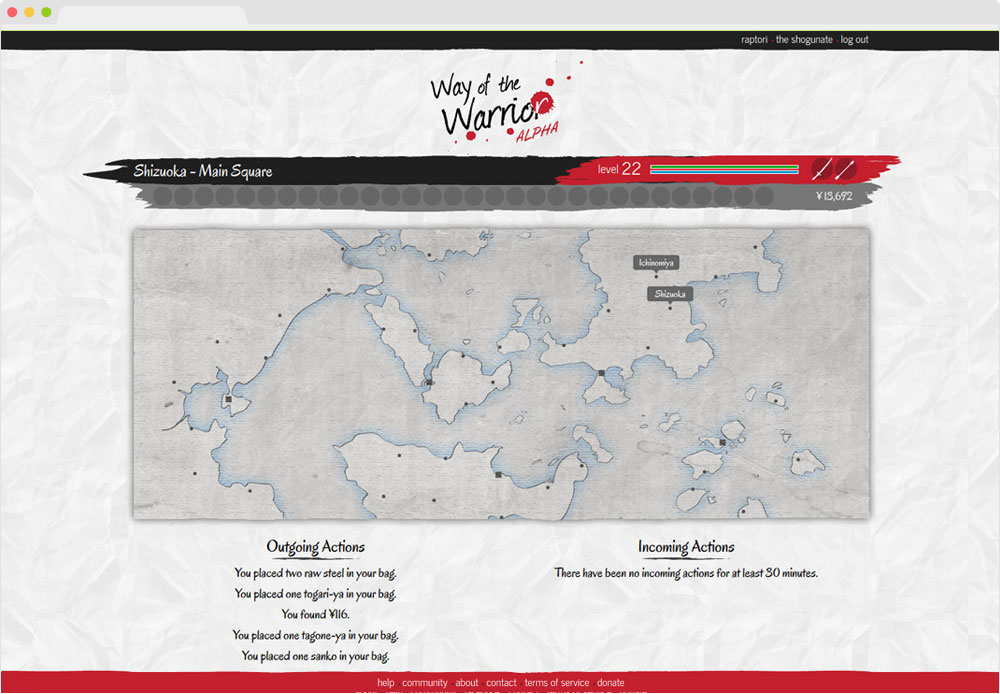 raptori · the shogunate · log out
Way of the
Warrior
ALPHA
Shizuoka - Main Square
level 22
¥13,692
Ichinomiya
Shizuoka
Outgoing Actions
You placed two raw steel in your bag.
You placed one togari-ya in your bag.
You found ¥116.
You placed one tagone-ya in your bag.
You placed one sanko in your bag.
Incoming Actions
There have been no incoming actions for at least 30 minutes.
help · community · about · contact · terms of service · donate